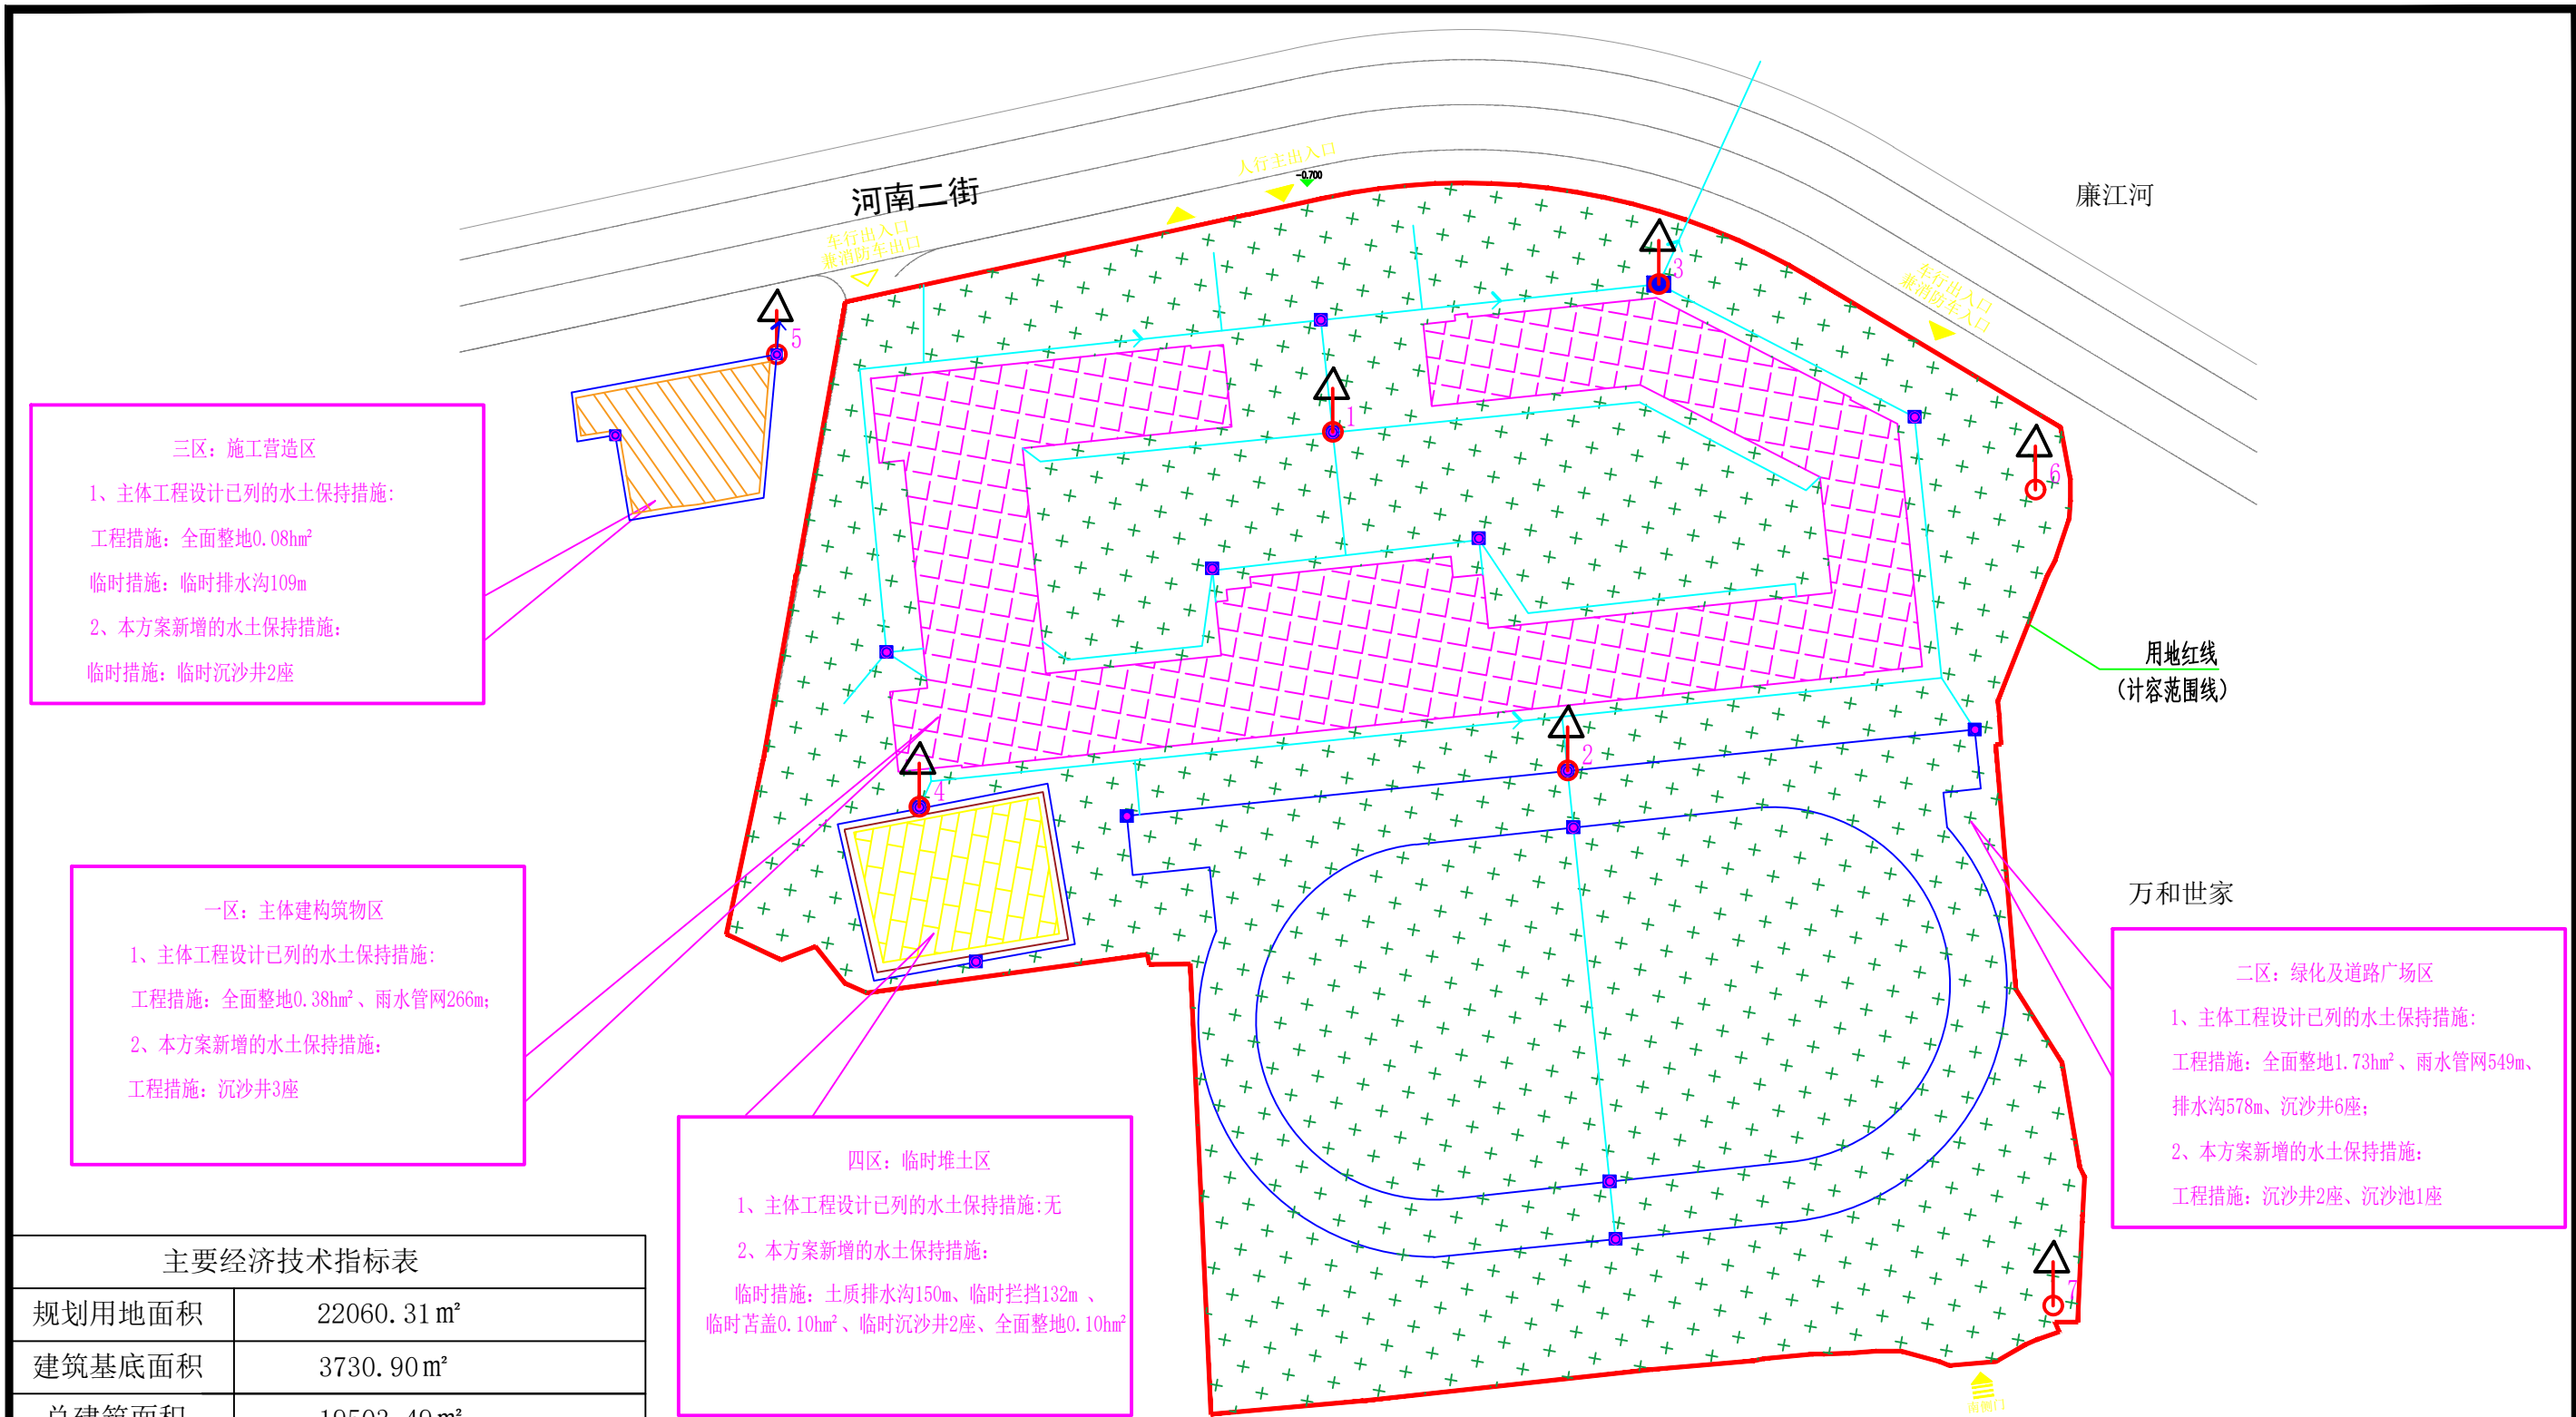 人行主出入口
-0.700
河南二街
车行出入口
兼消防车出口
廉江河
3
车行出入口
兼消防车入口
5
1
6
三区：施工营造区
1、主体工程设计已列的水土保持措施:
工程措施：全面整地0.08hm²
临时措施：临时排水沟109m
2、本方案新增的水土保持措施：
临时措施：临时沉沙井2座
用地红线
（计容范围线）
2
4
一区：主体建构筑物区
1、主体工程设计已列的水土保持措施:
工程措施：全面整地0.38hm²、雨水管网266m;
2、本方案新增的水土保持措施：
工程措施：沉沙井3座
万和世家
二区：绿化及道路广场区
1、主体工程设计已列的水土保持措施:
工程措施：全面整地1.73hm²、雨水管网549m、
排水沟578m、沉沙井6座;
2、本方案新增的水土保持措施：
工程措施：沉沙井2座、沉沙池1座
四区：临时堆土区
1、主体工程设计已列的水土保持措施:无
2、本方案新增的水土保持措施：
临时措施：土质排水沟150m、临时拦挡132m 、
临时苫盖0.10hm²、临时沉沙井2座、全面整地0.10hm²
7
主要经济技术指标表
规划用地面积 22060.31㎡
建筑基底面积 3730.90㎡
总建筑面积 19503.49㎡